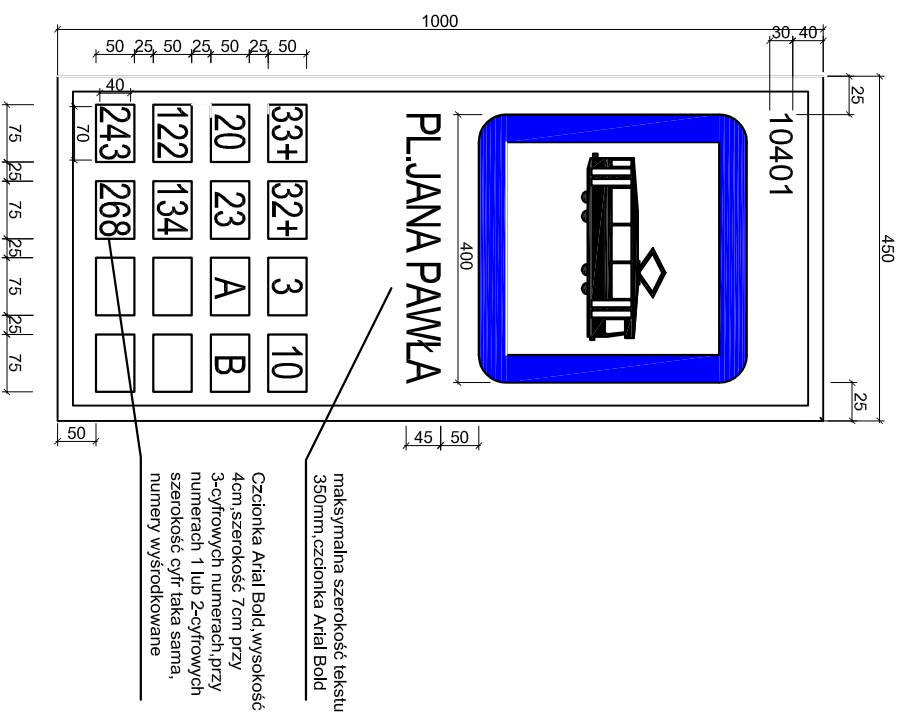 1000
30
40
50
25
50
25
50
25
50
25
450
25
10401
400
PL.JANA PAWŁA
45
50
33+ 32+ 3 10
20 23 A B
122 134
243 268
40
70
50
75
25
75
25
75
25
75
maksymalna szerokość tekstu
350mm,czcionka Arial Bold
Czcionka Arial Bold,wysokość
4cm,szerokość 7cm przy
3-cyfrowych numerach,przy
numerach 1 lub 2-cyfrowych
szerokość cyfr taka sama,
numery wyśrodkowane